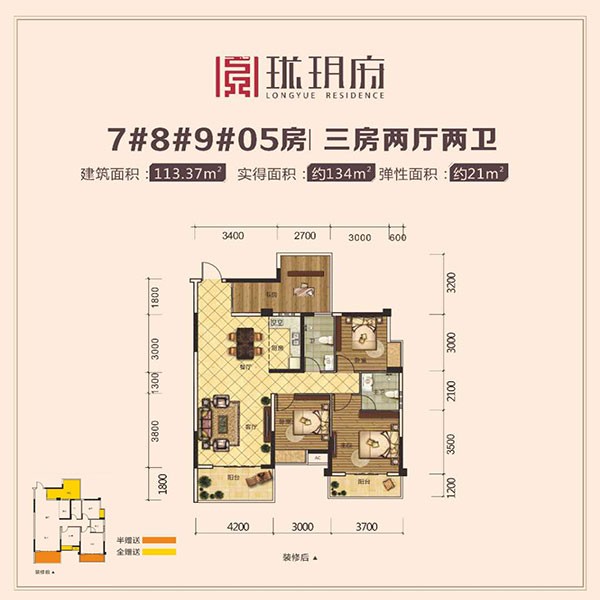 珑玥府
LONGYUE RESIDENCE
7#8#9#05房 三房两厅两卫
建筑面积：113.37m² 实得面积：约134m² 弹性面积：约21m²
3400 2700 3000 600
1800
3000
1300
3800
1800
3200
3000
2100
3500
1200
厨房
餐厅
卧室
客厅
主卧
AC
阳台
阳台
4200 3000 3700
半赠送
全赠送
装修后▲
装修后▲